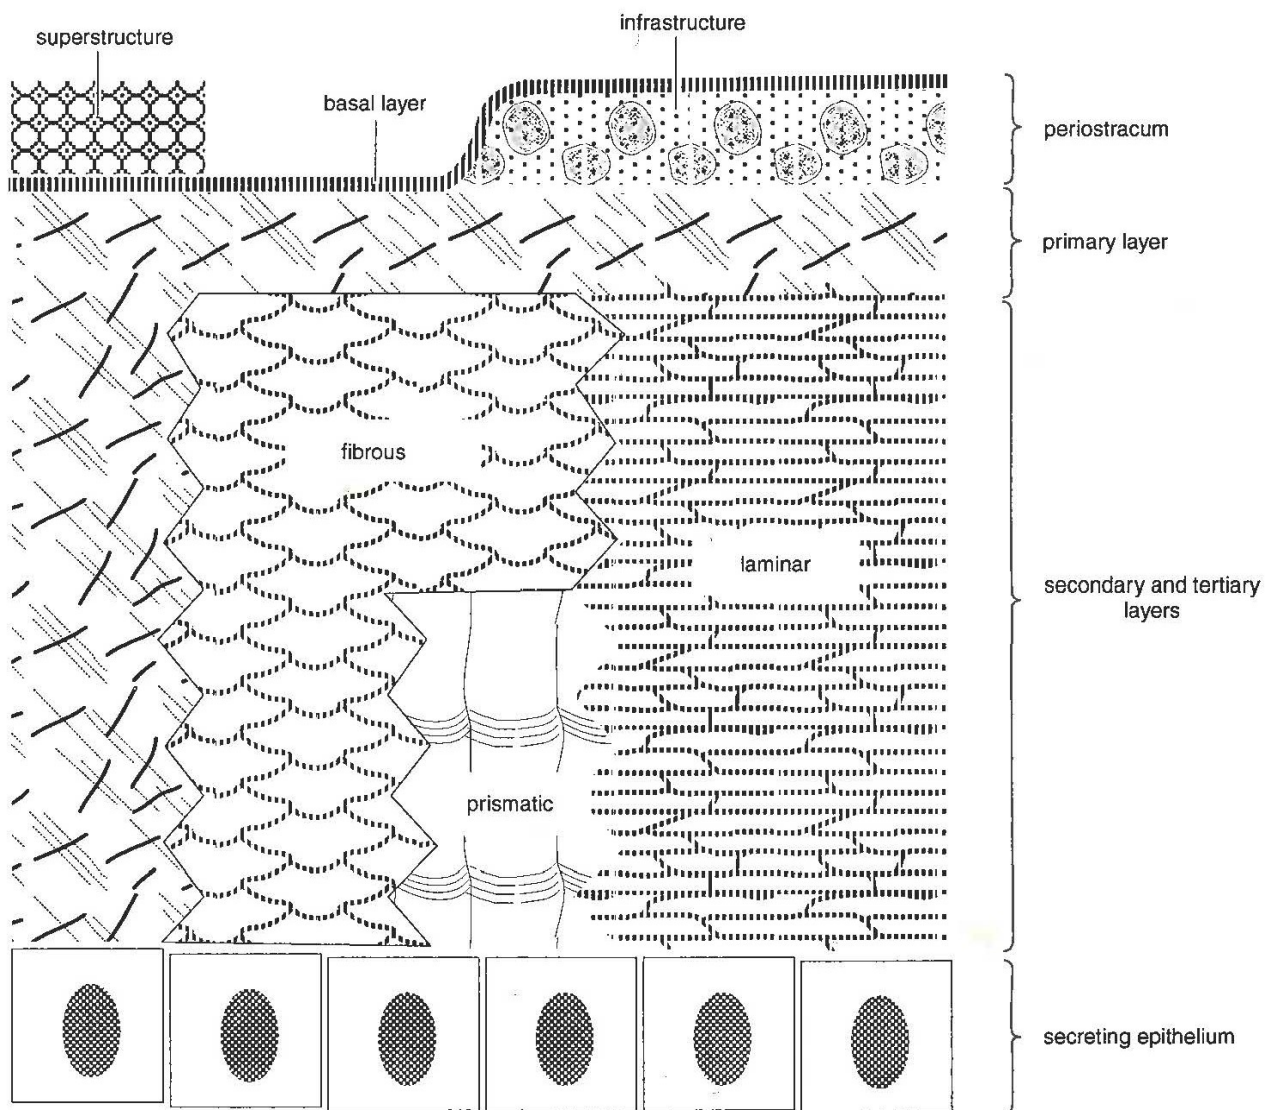 infrastructure
superstructure
basal layer
periostracum
primary layer
fibrous
laminar
secondary and tertiary
layers
prismatic
secreting epithelium